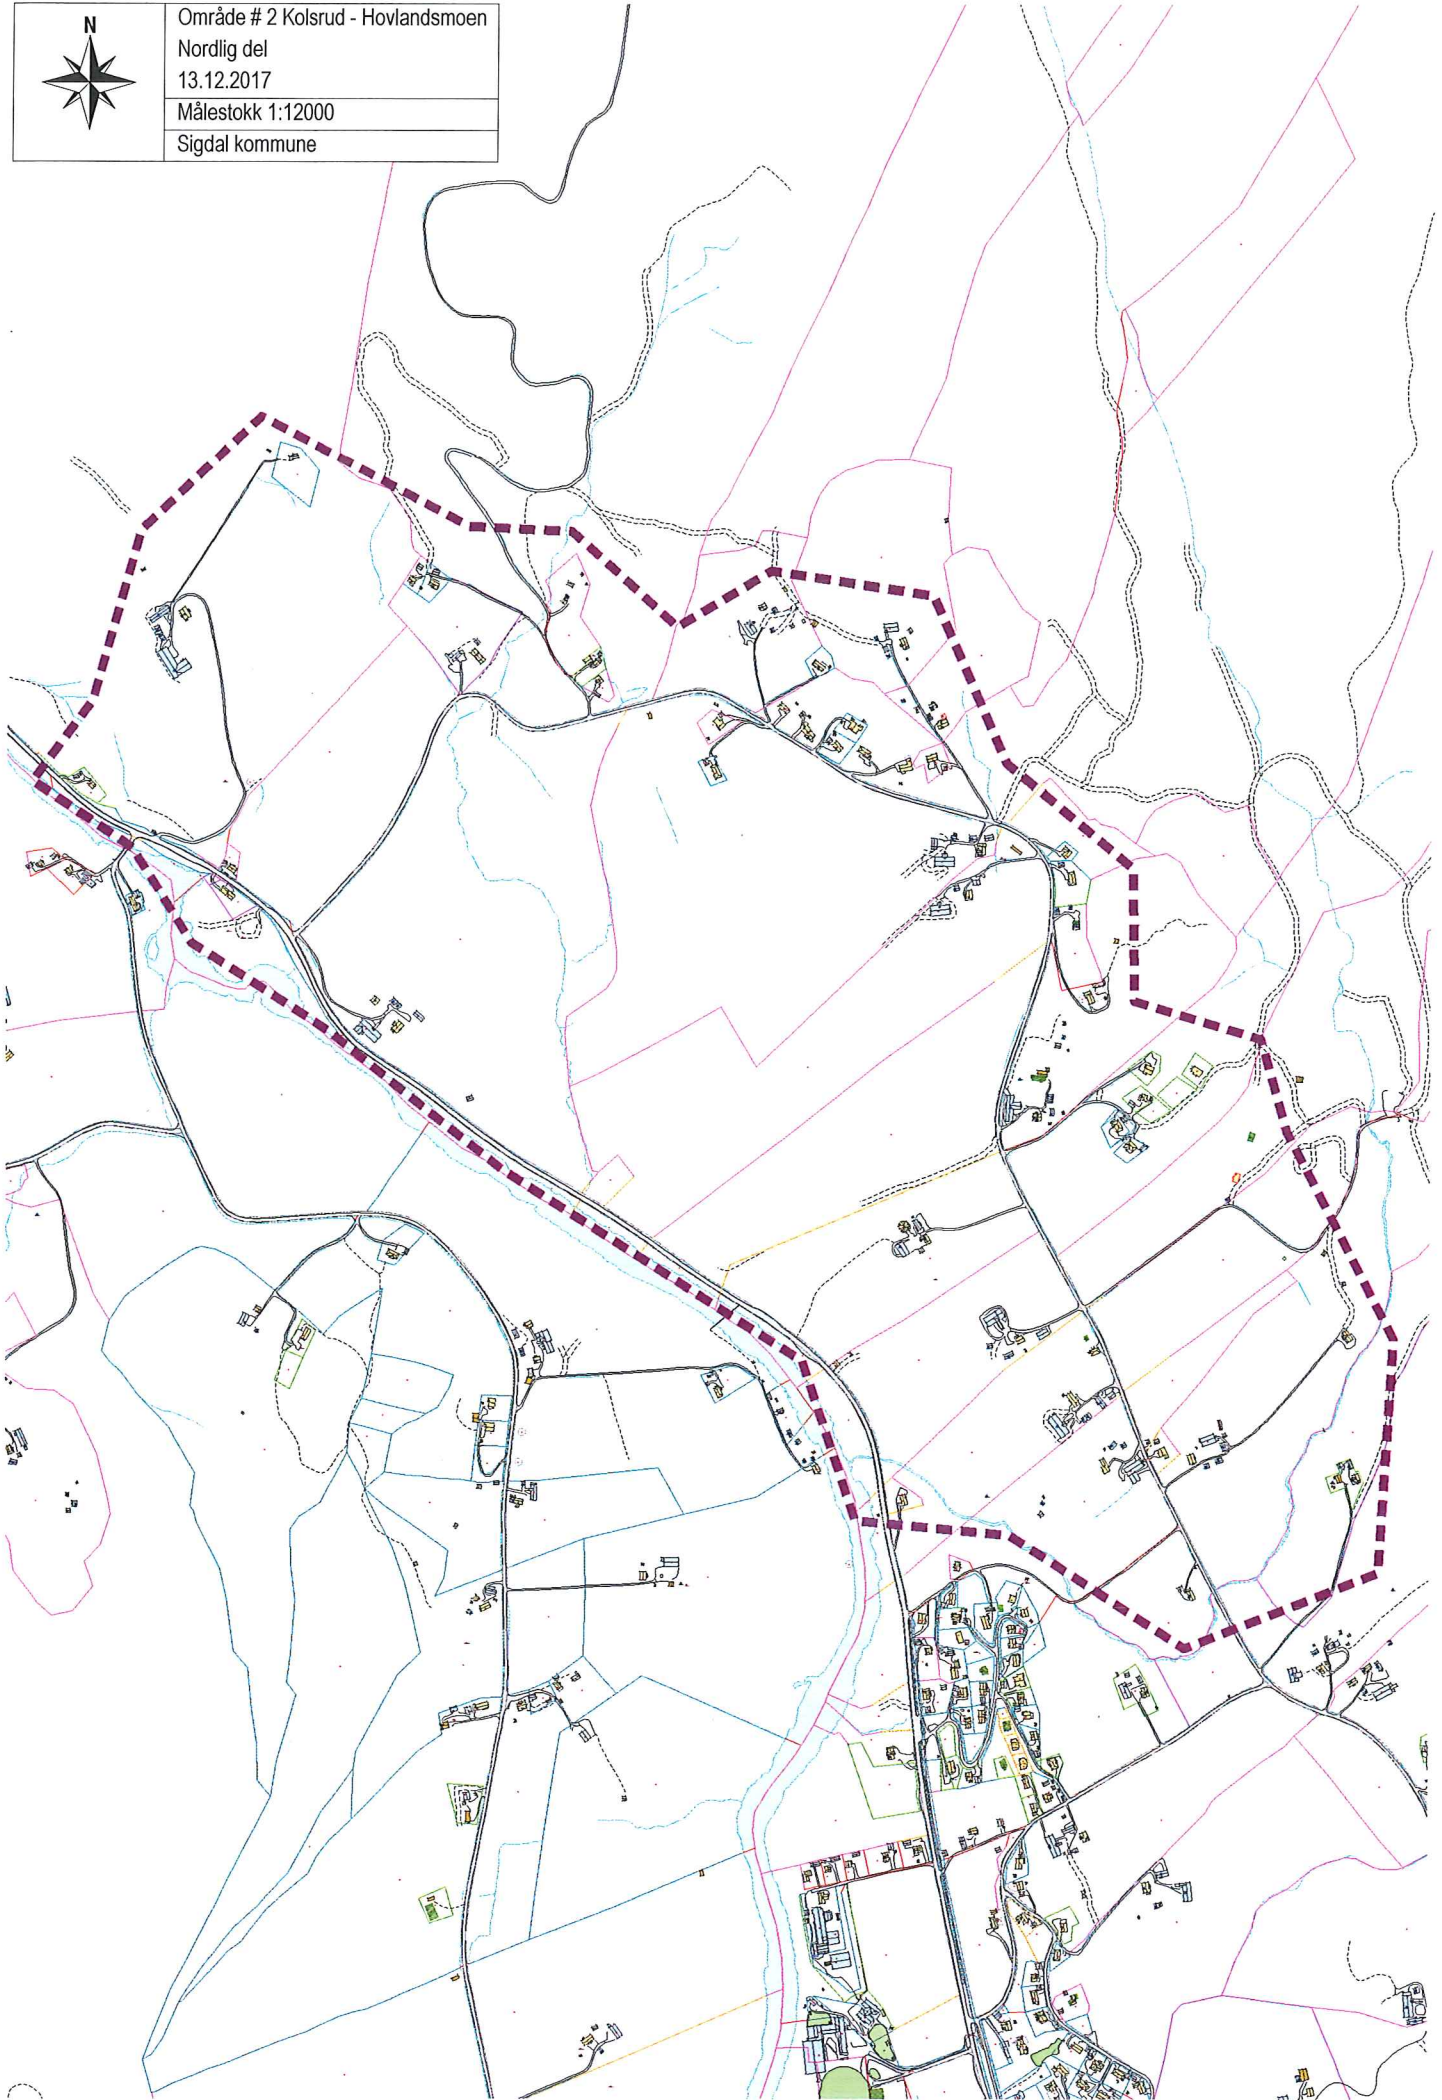 N
Område # 2 Kolsrud - Hovlandsmoen
Nordlig del
13.12.2017
Målestokk 1:12000
Sigdal kommune